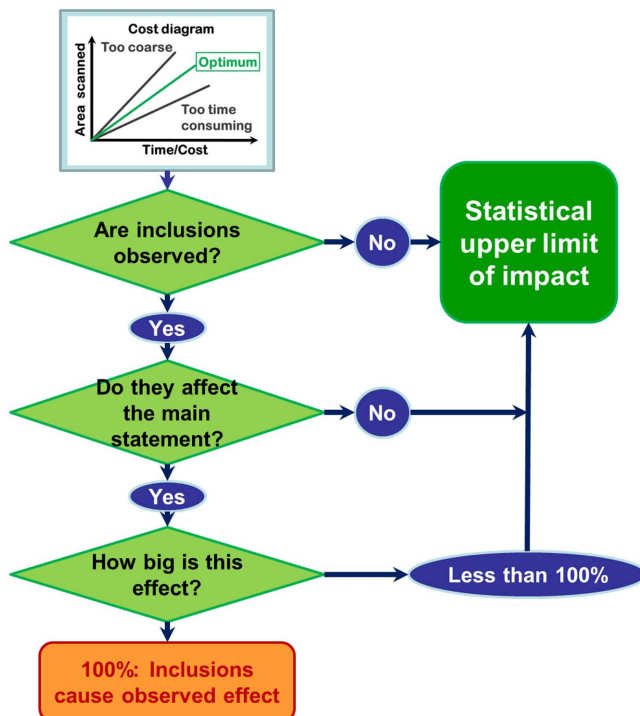 Cost diagram
Too coarse
Optimum
Area scanned
Too time
consuming
Time/Cost
Are inclusions
observed?
No
Statistical
upper limit
of impact
Yes
Do they affect
the main
statement?
No
Yes
How big is this
effect?
Less than 100%
100%: Inclusions
cause observed effect